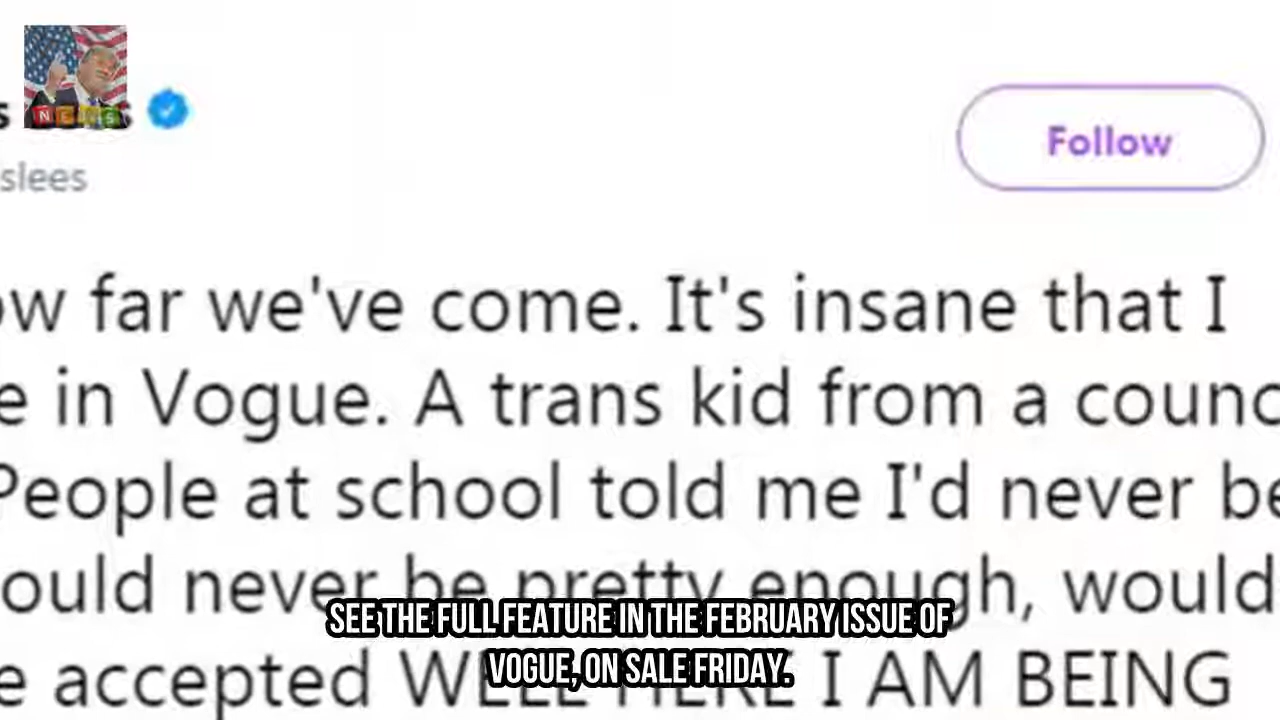 s NEWS
slees
Follow
ow far we've come. It's insane that I
e in Vogue. A trans kid from a counc
People at school told me I'd never be
ould never be pretty enough, would
e accepted WELL HERE I AM BEING
SEE THE FULL FEATURE IN THE FEBRUARY ISSUE OF
VOGUE, ON SALE FRIDAY.